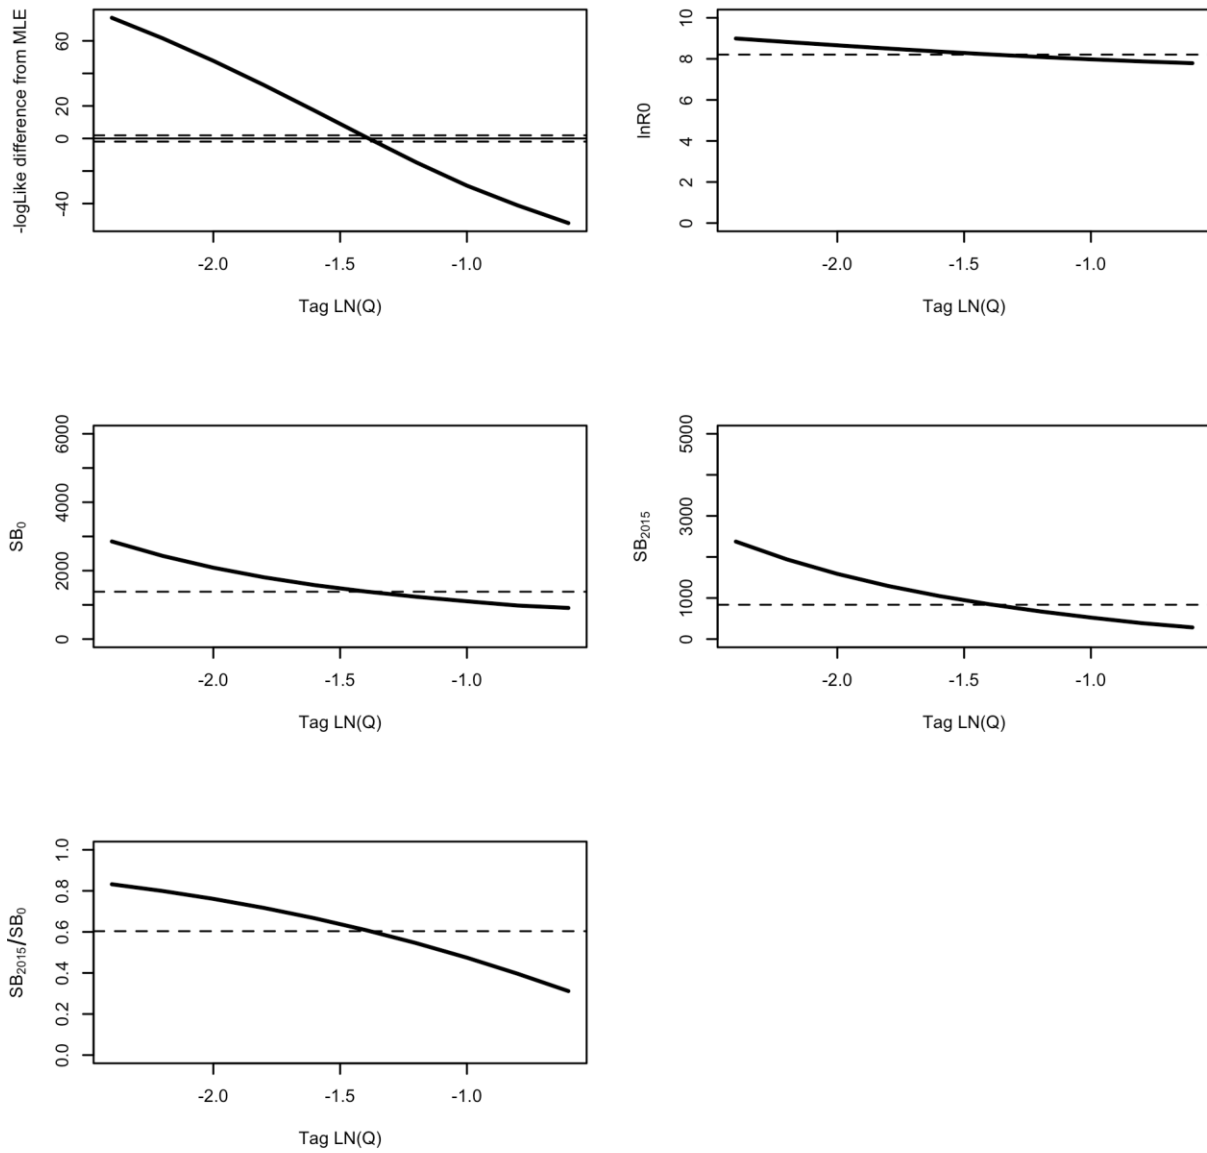 -logLike difference from MLE
60
20
0
-40
-2.0 -1.5 -1.0
Tag LN(Q)
lnR0
10
8
6
4
2
0
-2.0 -1.5 -1.0
Tag LN(Q)
SB₀
6000
4000
2000
0
-2.0 -1.5 -1.0
Tag LN(Q)
SB₂₀₁₅
5000
3000
1000
0
-2.0 -1.5 -1.0
Tag LN(Q)
SB₂₀₁₅/SB₀
1.0
0.8
0.6
0.4
0.2
0.0
-2.0 -1.5 -1.0
Tag LN(Q)